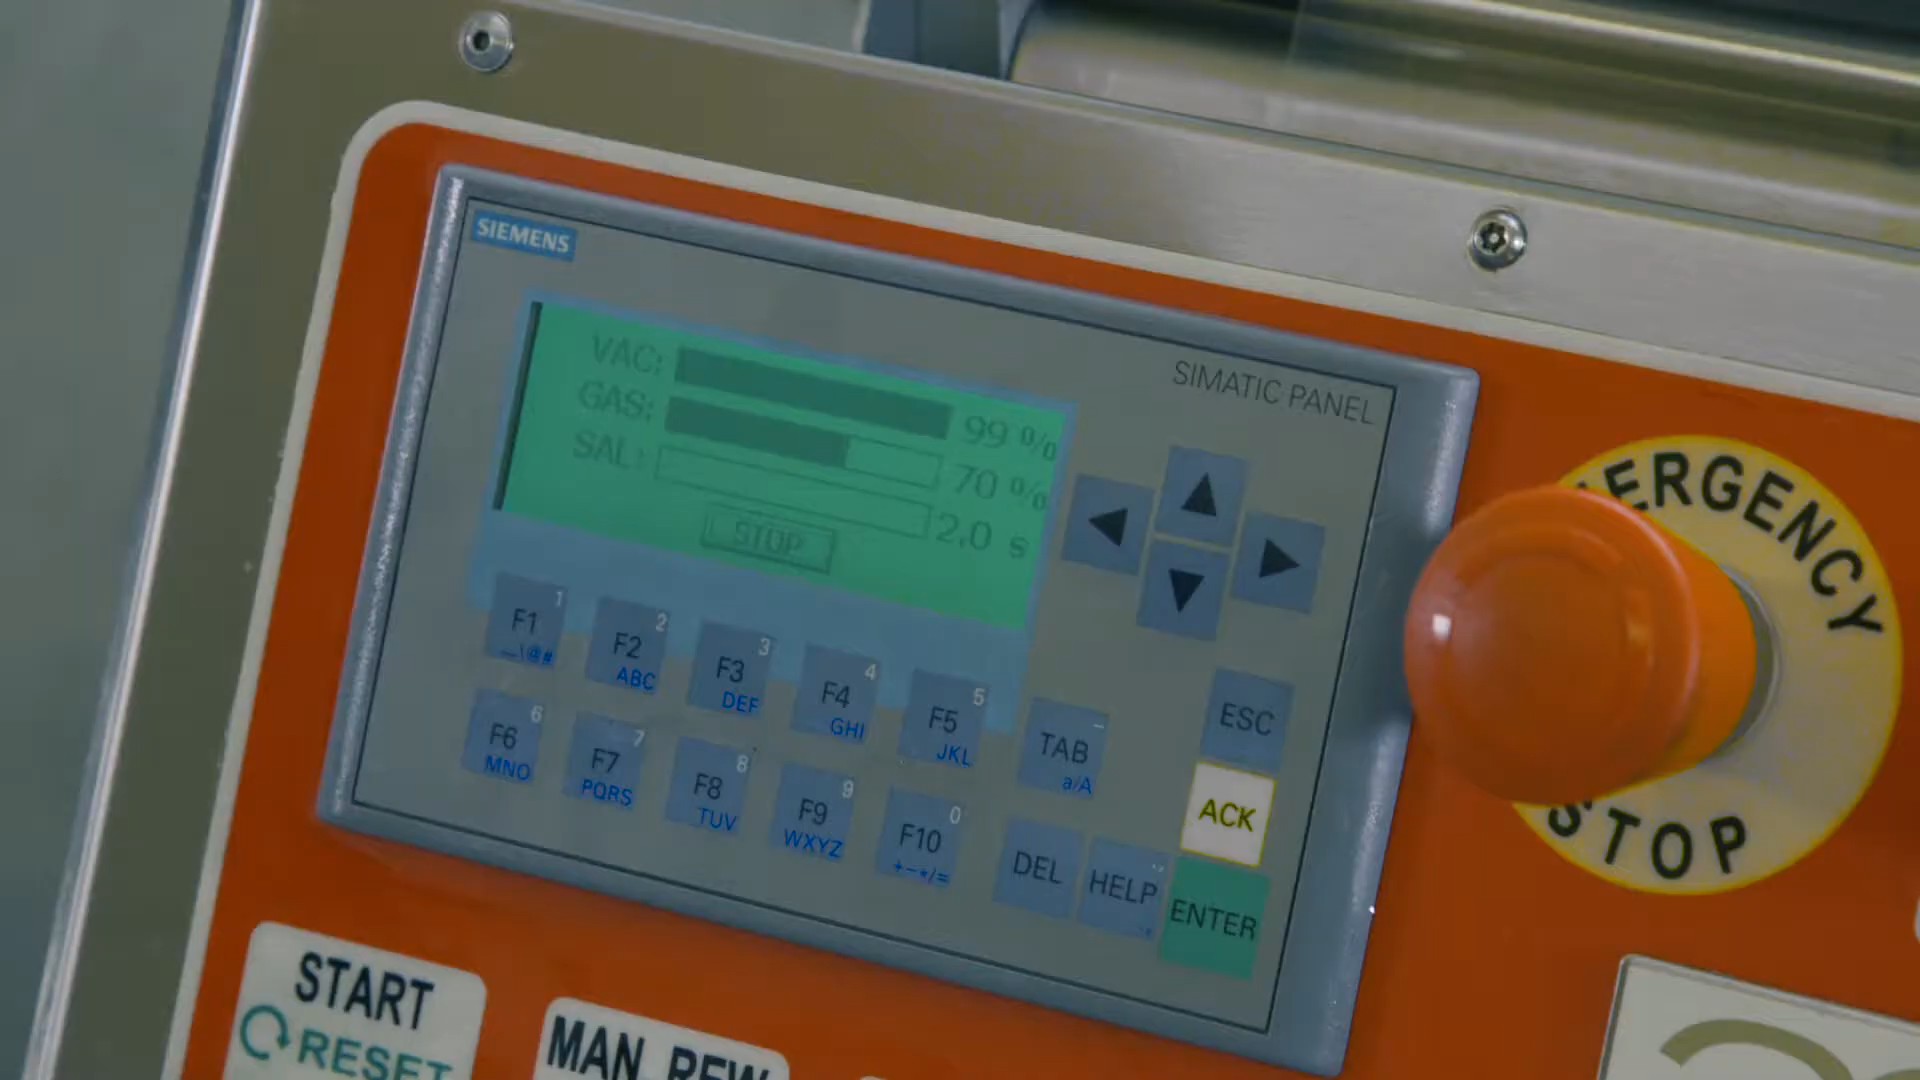 SIEMENS
SIMATIC PANEL
VAC: 99 %
GAS: 70 %
SAL: 2.0 s
STOP
F1 1 _\@#
F2 2 ABC
F3 3 DEF
F4 4 GHI
F5 5 JKL
TAB – a/A
ESC
F6 6 MNO
F7 7 PQRS
F8 8 TUV
F9 9 WXYZ
F10 0 +-*/=
DEL
HELP
ACK
ENTER
ERGENCY
STOP
START
RESET
MAN. REW